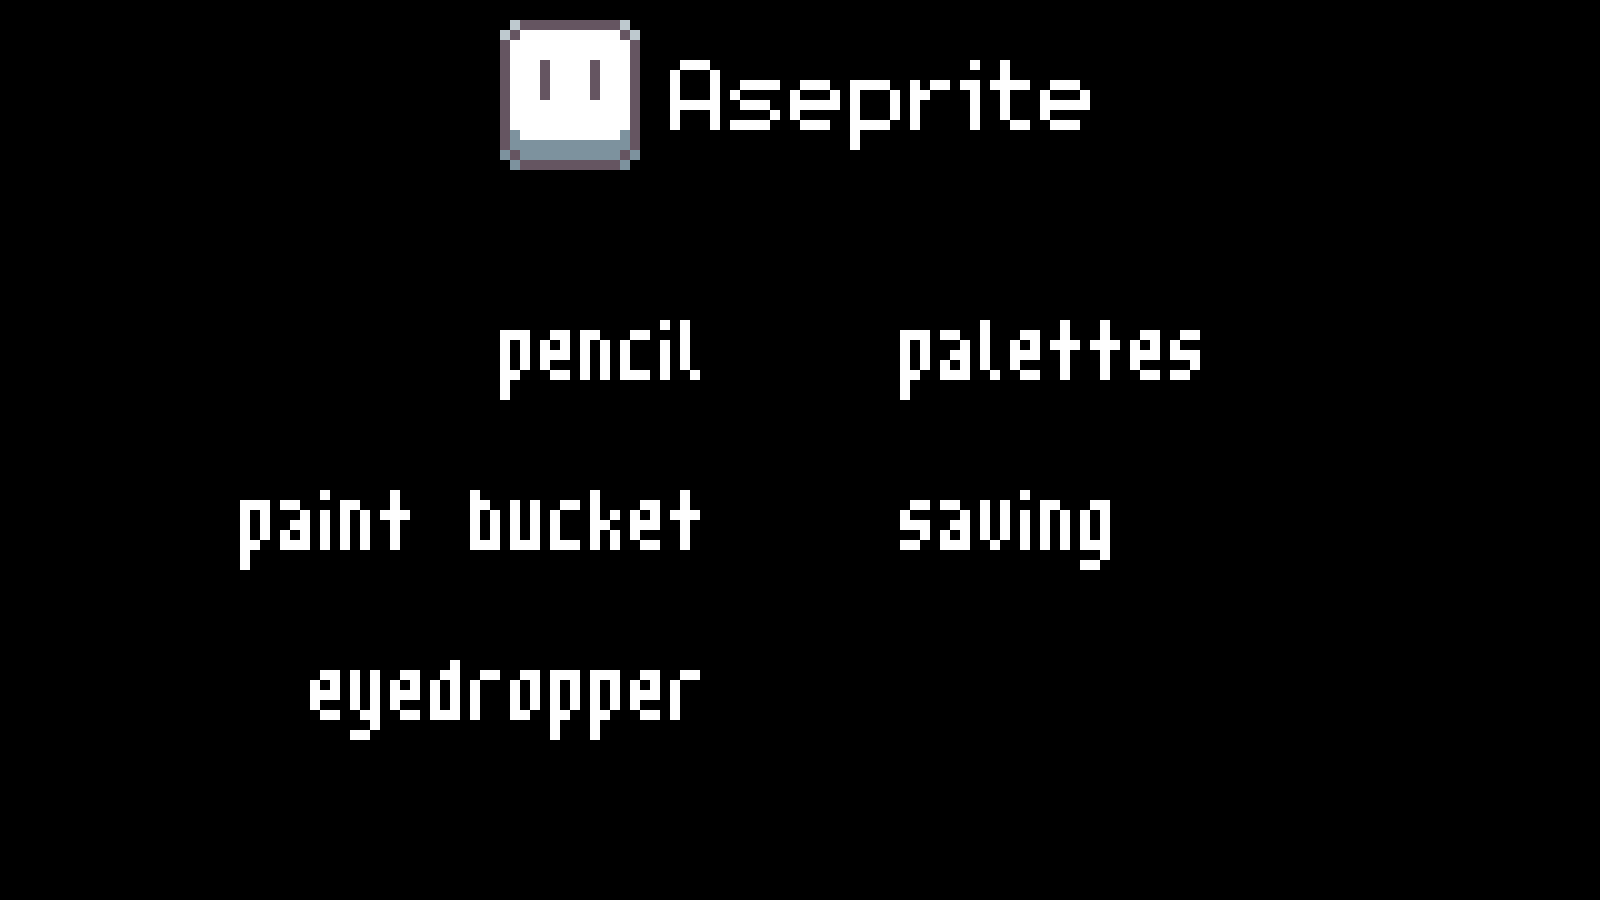 Aseprite
pencil
paint bucket
eyedropper
palettes
saving